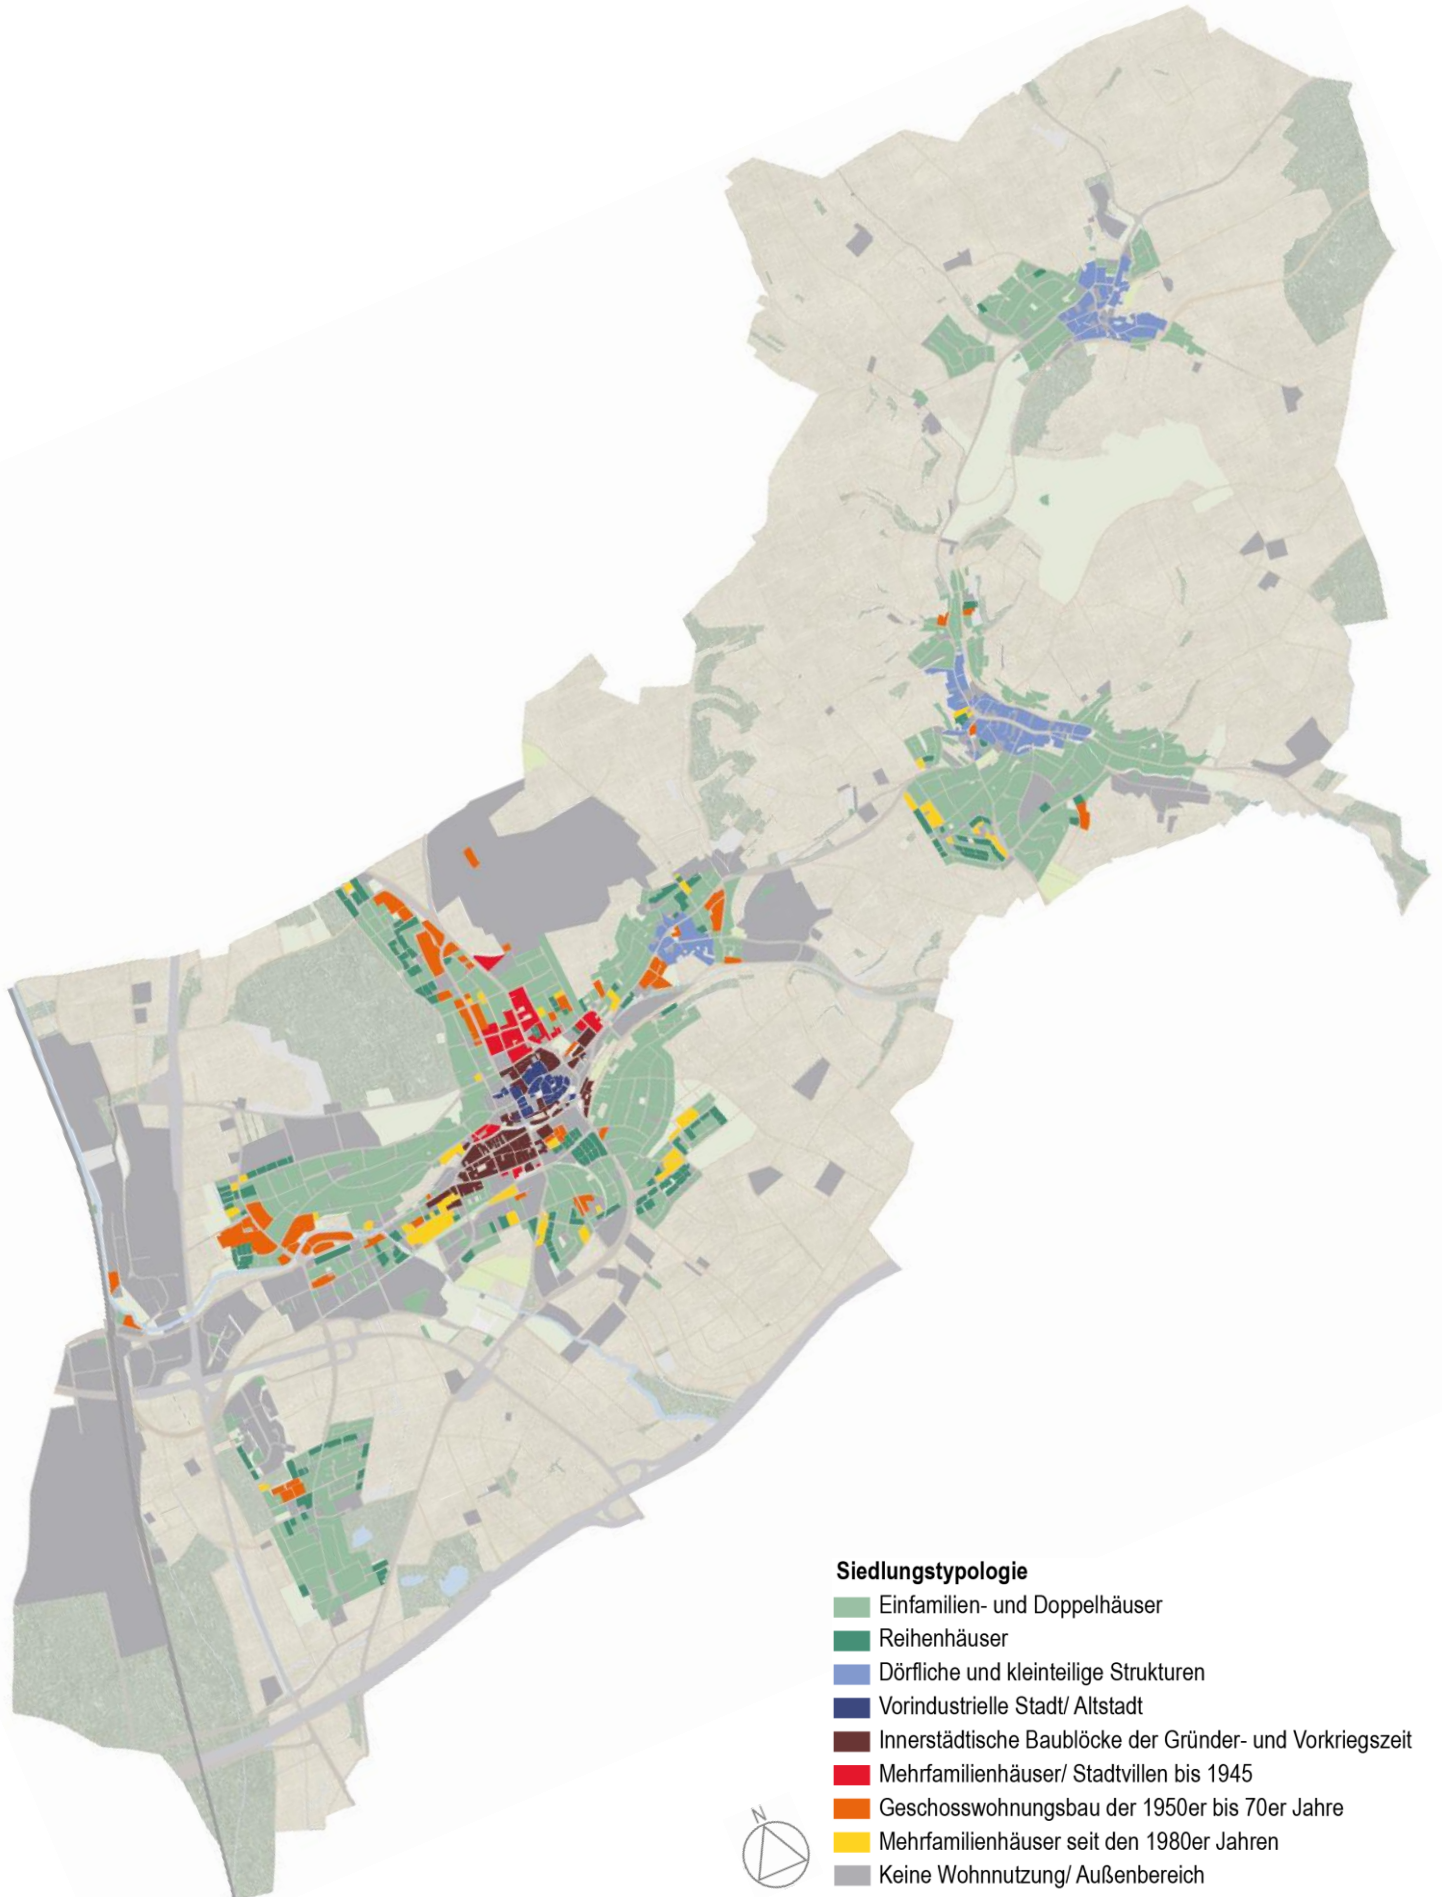 Siedlungstypologie
Einfamilien- und Doppelhäuser
Reihenhäuser
Dörfliche und kleinteilige Strukturen
Vorindustrielle Stadt/ Altstadt
Innerstädtische Baublöcke der Gründer- und Vorkriegszeit
Mehrfamilienhäuser/ Stadtvillen bis 1945
Geschosswohnungsbau der 1950er bis 70er Jahre
Mehrfamilienhäuser seit den 1980er Jahren
Keine Wohnnutzung/ Außenbereich
N